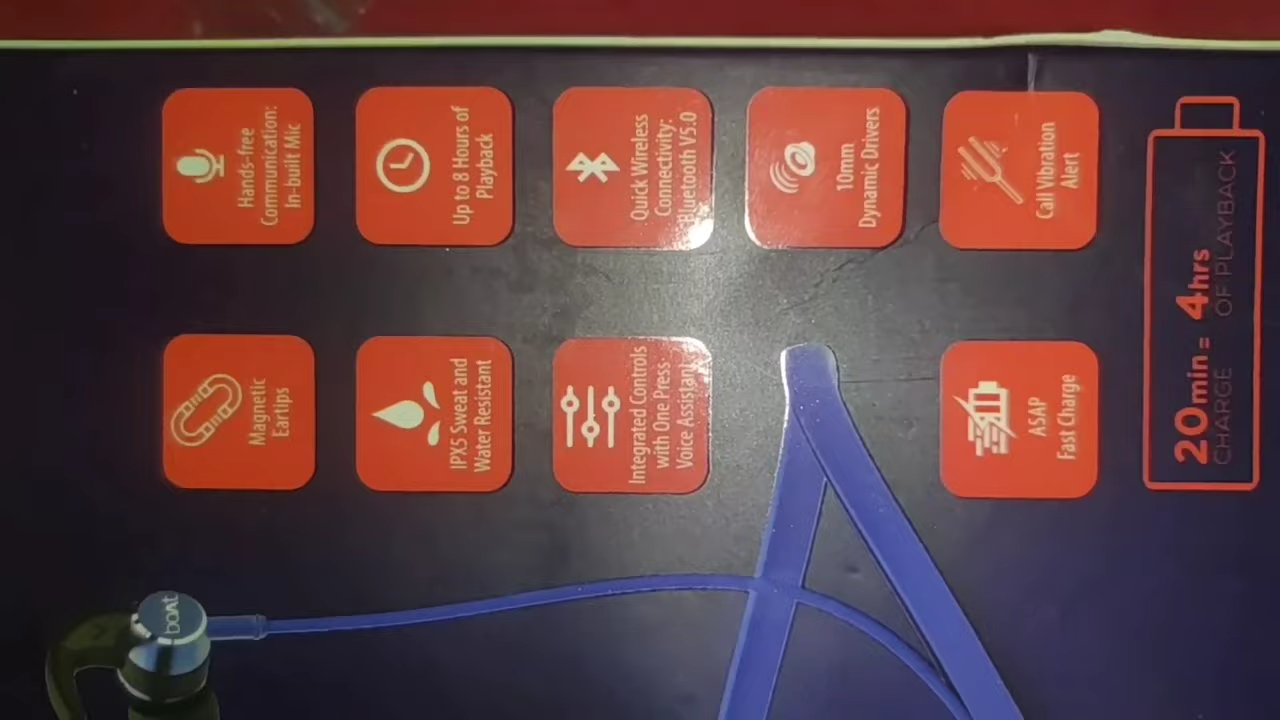 boAt
Magnetic
Eartips
Hands-free
Communication:
In-built Mic
IPX5 Sweat and
Water Resistant
Up to 8 Hours of
Playback
Integrated Controls
with One Press
Voice Assistant
Quick Wireless
Connectivity:
Bluetooth V5.0
10mm
Dynamic Drivers
ASAP
Fast Charge
Call Vibration
Alert
20min = 4hrs
CHARGE OF PLAYBACK